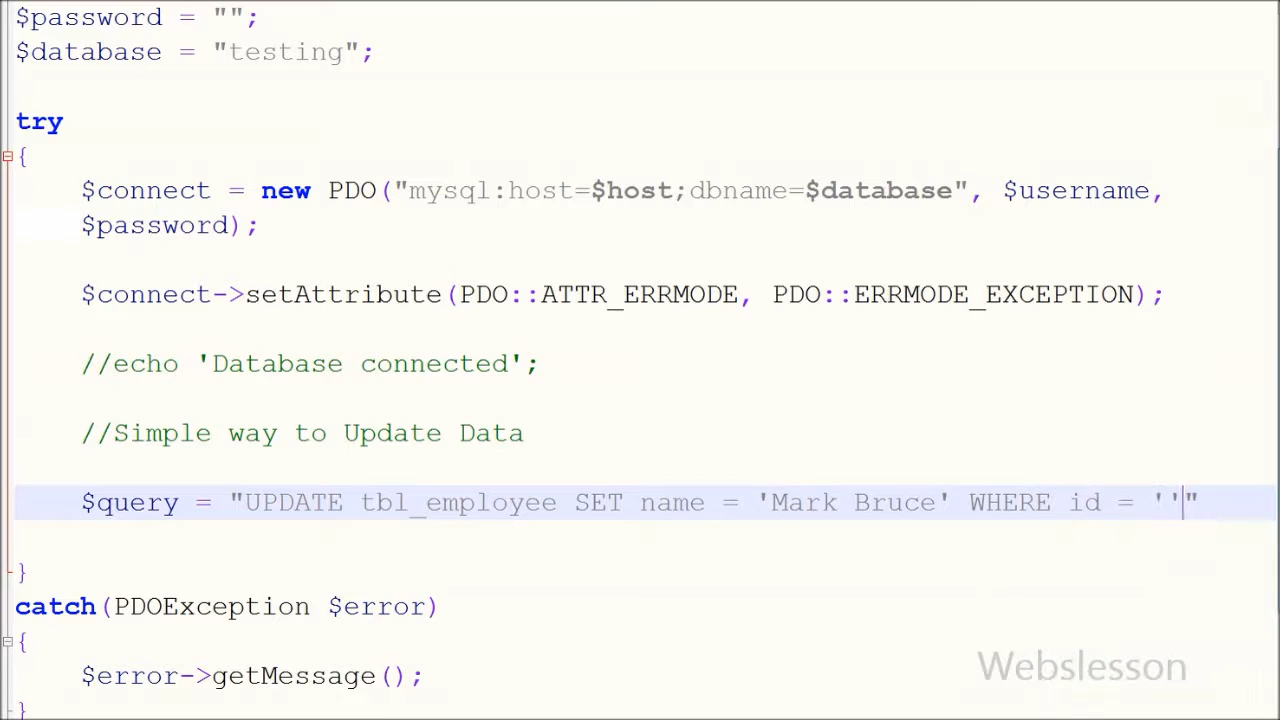 $password = "";
$database = "testing";
try
{
$connect = new PDO("mysql:host=$host;dbname=$database", $username,
$password);
$connect->setAttribute(PDO::ATTR_ERRMODE, PDO::ERRMODE_EXCEPTION);
//echo 'Database connected';
//Simple way to Update Data
$query = "UPDATE tbl_employee SET name = 'Mark Bruce' WHERE id = ''"
}
catch(PDOException $error)
{
$error->getMessage();
}
Webslesson